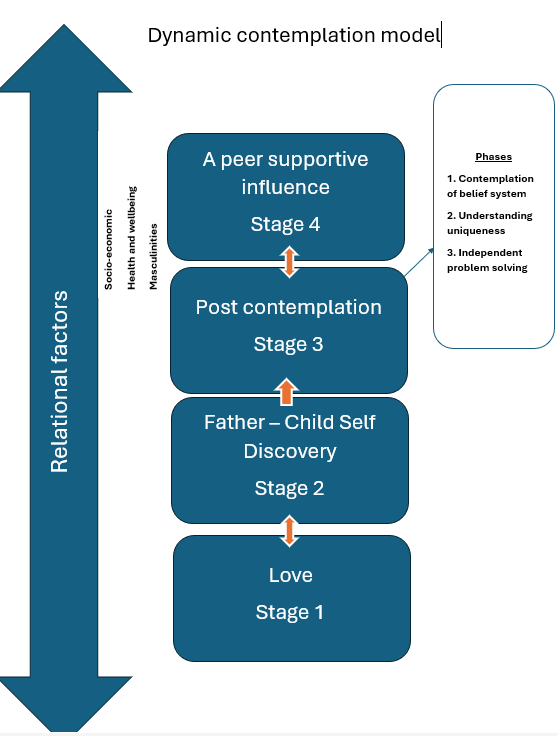 Dynamic contemplation model
Relational factors
Socio-economic
Health and wellbeing
Masculinities
A peer supportive
influence
Stage 4
Post contemplation
Stage 3
Father – Child Self
Discovery
Stage 2
Love
Stage 1
Phases
1. Contemplation
of belief system
2. Understanding
uniqueness
3. Independent
problem solving